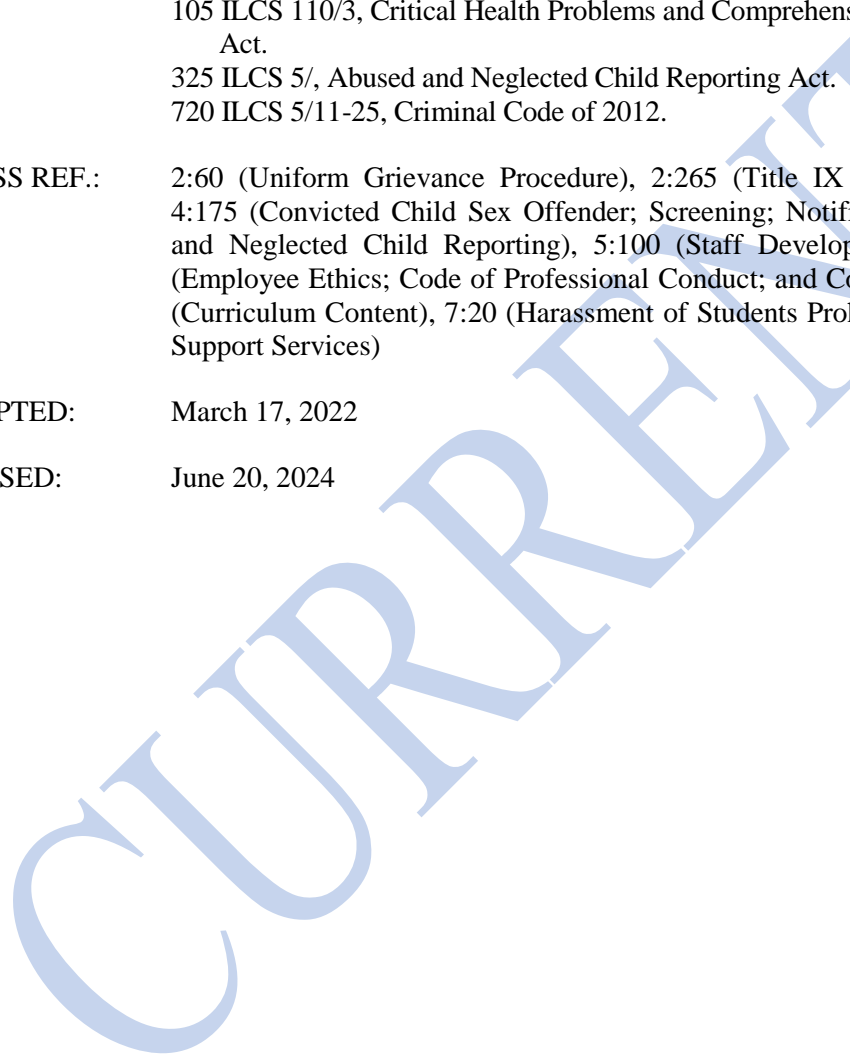 105 ILCS 110/3, Critical Health Problems and Comprehens
Act.
325 ILCS 5/, Abused and Neglected Child Reporting Act.
720 ILCS 5/11-25, Criminal Code of 2012.
SS REF.: 2:60 (Uniform Grievance Procedure), 2:265 (Title IX
4:175 (Convicted Child Sex Offender; Screening; Notifi
and Neglected Child Reporting), 5:100 (Staff Develop
(Employee Ethics; Code of Professional Conduct; and Co
(Curriculum Content), 7:20 (Harassment of Students Pro
Support Services)
PTED: March 17, 2022
SED: June 20, 2024
CURRENT